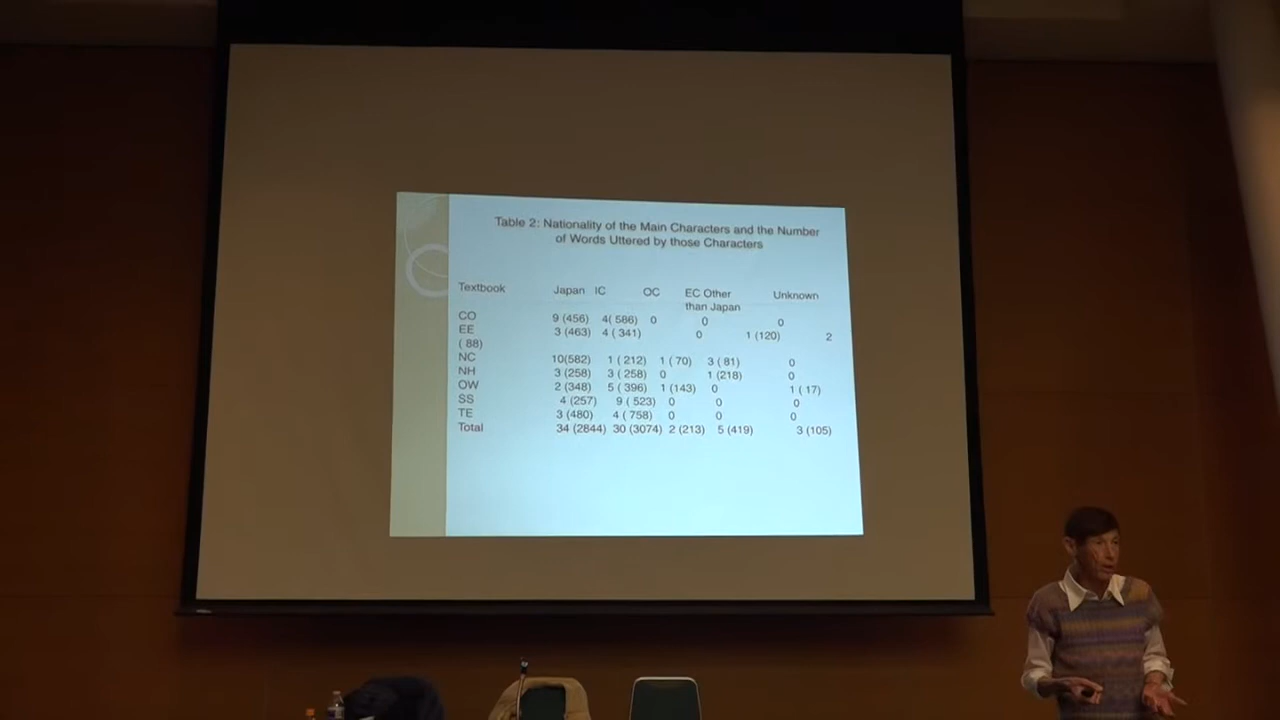 Table 2: Nationality of the Main Characters and the Number
of Words Uttered by those Characters
Textbook Japan IC OC EC Other than Japan Unknown
CO 9 (456) 4( 586) 0 0 0
EE 3 (463) 4 ( 341) 0 1 (120) 2
( 88)
NC 10(582) 1 ( 212) 1 ( 70) 3 ( 81) 0
NH 3 (258) 3 ( 258) 0 1 (218) 0
OW 2 (348) 5 ( 396) 1 (143) 0 1 ( 17)
SS 4 (257) 9 ( 523) 0 0 0
TE 3 (480) 4 ( 758) 0 0 0
Total 34 (2844) 30 (3074) 2 (213) 5 (419) 3 (105)